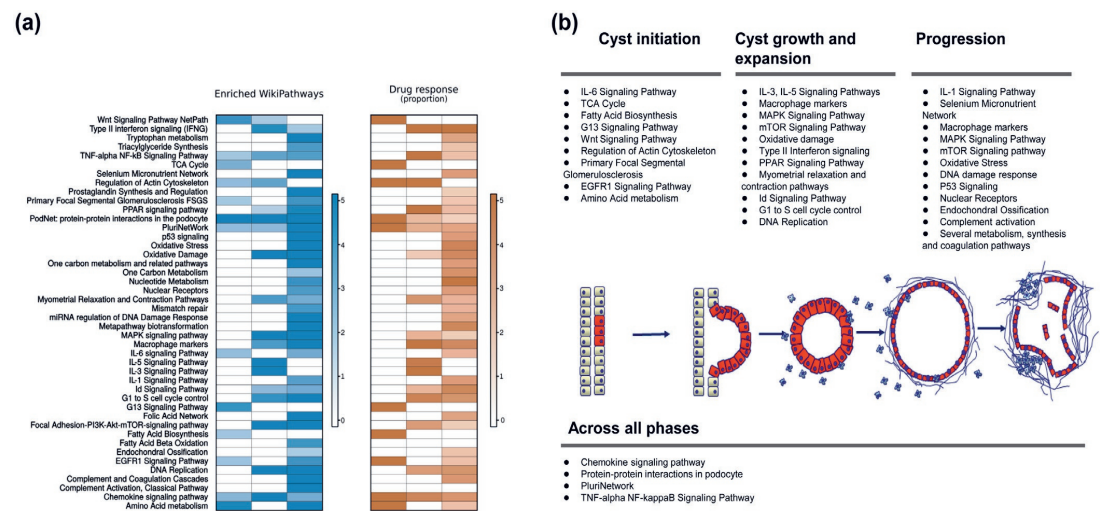 (a)
Enriched WikiPathways
Drug response
(proportion)
Wnt Signaling Pathway NetPath
Type II interferon signaling (IFNG)
Tryptophan metabolism
Triacylglyceride Synthesis
TNF-alpha NF-kB Signaling Pathway
TCA Cycle
Selenium Micronutrient Network
Regulation of Actin Cytoskeleton
Prostaglandin Synthesis and Regulation
Primary Focal Segmental Glomerulosclerosis FSGS
PPAR signaling pathway
PodNet: protein-protein interactions in the podocyte
PluriNetWork
p53 signaling
Oxidative Stress
Oxidative Damage
One carbon metabolism and related pathways
One Carbon Metabolism
Nucleotide Metabolism
Nuclear Receptors
Myometrial Relaxation and Contraction Pathways
Mismatch repair
miRNA regulation of DNA Damage Response
Metapathway biotransformation
MAPK signaling pathway
Macrophage markers
IL-6 signaling Pathway
IL-5 Signaling Pathway
IL-3 Signaling Pathway
IL-1 Signaling Pathway
Id Signaling Pathway
G1 to S cell cycle control
G13 Signaling Pathway
Folic Acid Network
Focal Adhesion-PI3K-Akt-mTOR-signaling pathway
Fatty Acid Biosynthesis
Fatty Acid Beta Oxidation
Endochondral Ossification
EGFR1 Signaling Pathway
DNA Replication
Complement and Coagulation Cascades
Complement Activation, Classical Pathway
Chemokine signaling pathway
Amino Acid metabolism
5
4
3
2
1
0
5
4
3
2
1
0
(b)
Cyst initiation
● IL-6 Signaling Pathway
● TCA Cycle
● Fatty Acid Biosynthesis
● G13 Signaling Pathway
● Wnt Signaling Pathway
● Regulation of Actin Cytoskeleton
● Primary Focal Segmental
Glomerulosclerosis
● EGFR1 Signaling Pathway
● Amino Acid metabolism
Cyst growth and
expansion
● IL-3, IL-5 Signaling Pathways
● Macrophage markers
● MAPK Signaling Pathway
● mTOR Signaling Pathway
● Oxidative damage
● Type II Interferon signaling
● PPAR Signaling Pathway
● Myometrial relaxation and
contraction pathways
● Id Signaling Pathway
● G1 to S cell cycle control
● DNA Replication
Progression
● IL-1 Signaling Pathway
● Selenium Micronutrient
Network
● Macrophage markers
● MAPK Signaling Pathway
● mTOR Signaling pathway
● Oxidative Stress
● DNA damage response
● P53 Signaling
● Nuclear Receptors
● Endochondral Ossification
● Complement activation
● Several metabolism, synthesis
and coagulation pathways
Across all phases
● Chemokine signaling pathway
● Protein-protein interactions in podocyte
● PluriNetwork
● TNF-alpha NF-kappaB Signaling Pathway